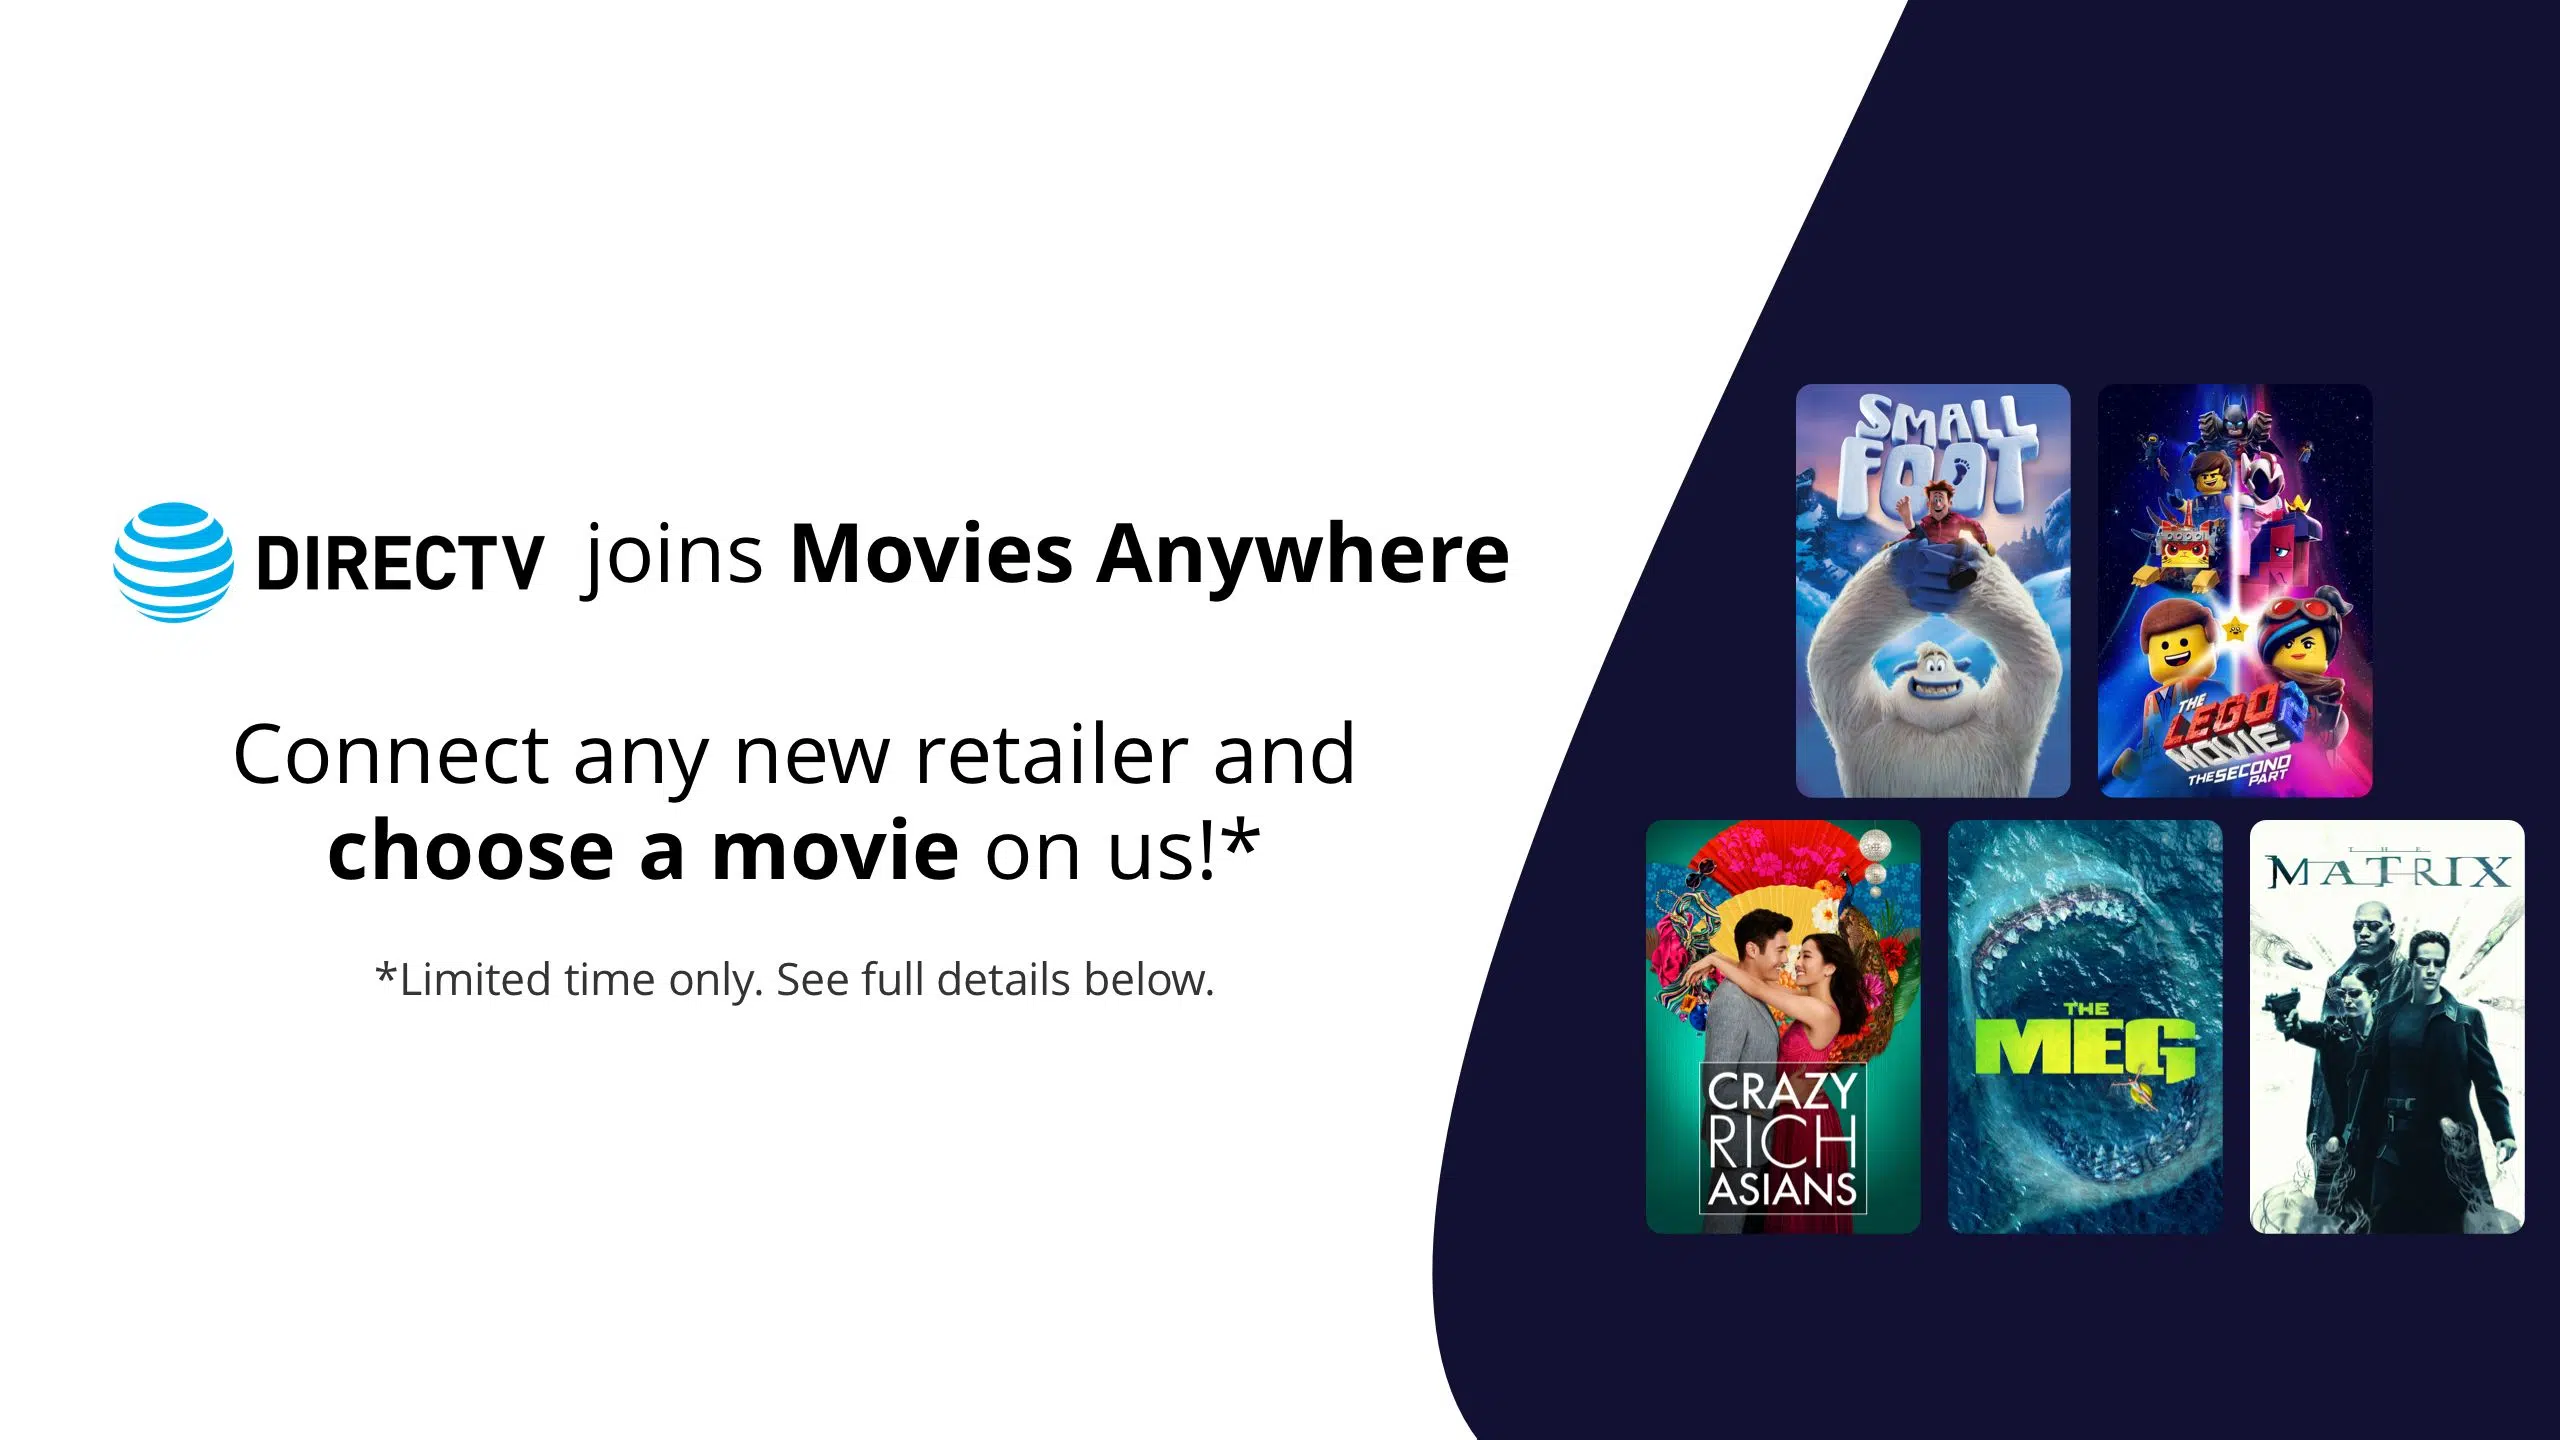 DIRECTV joins Movies Anywhere
Connect any new retailer and
choose a movie on us!*
*Limited time only. See full details below.
SMALL
FOOT
THE
LEGO 2
MOVIE
THE SECOND
PART
CRAZY
RICH
ASIANS
THE
MEG
THE
MATRIX